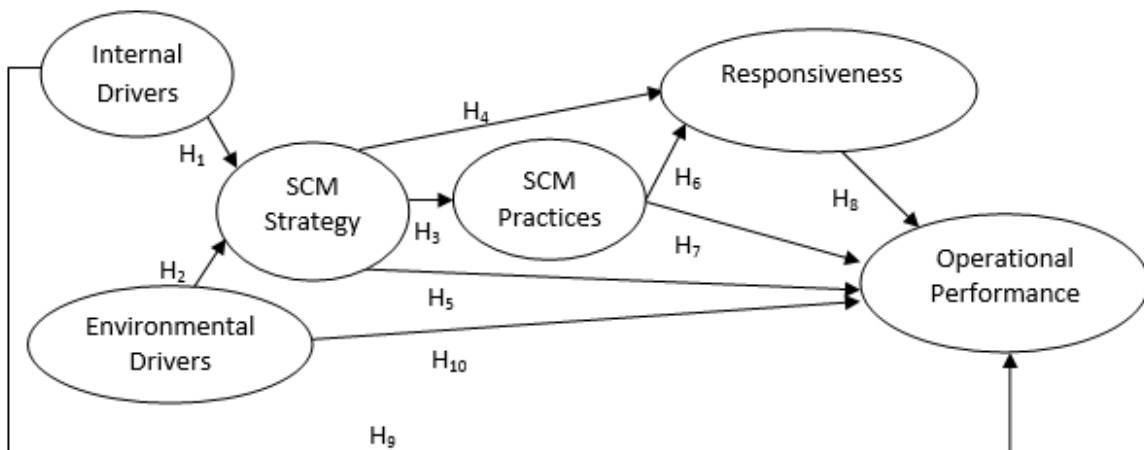 Internal
Drivers
Responsiveness
H₄
H₁
SCM
Strategy
SCM
Practices
H₆
H₈
H₃
H₇
H₂
Operational
Performance
H₅
Environmental
Drivers
H₁₀
H₉